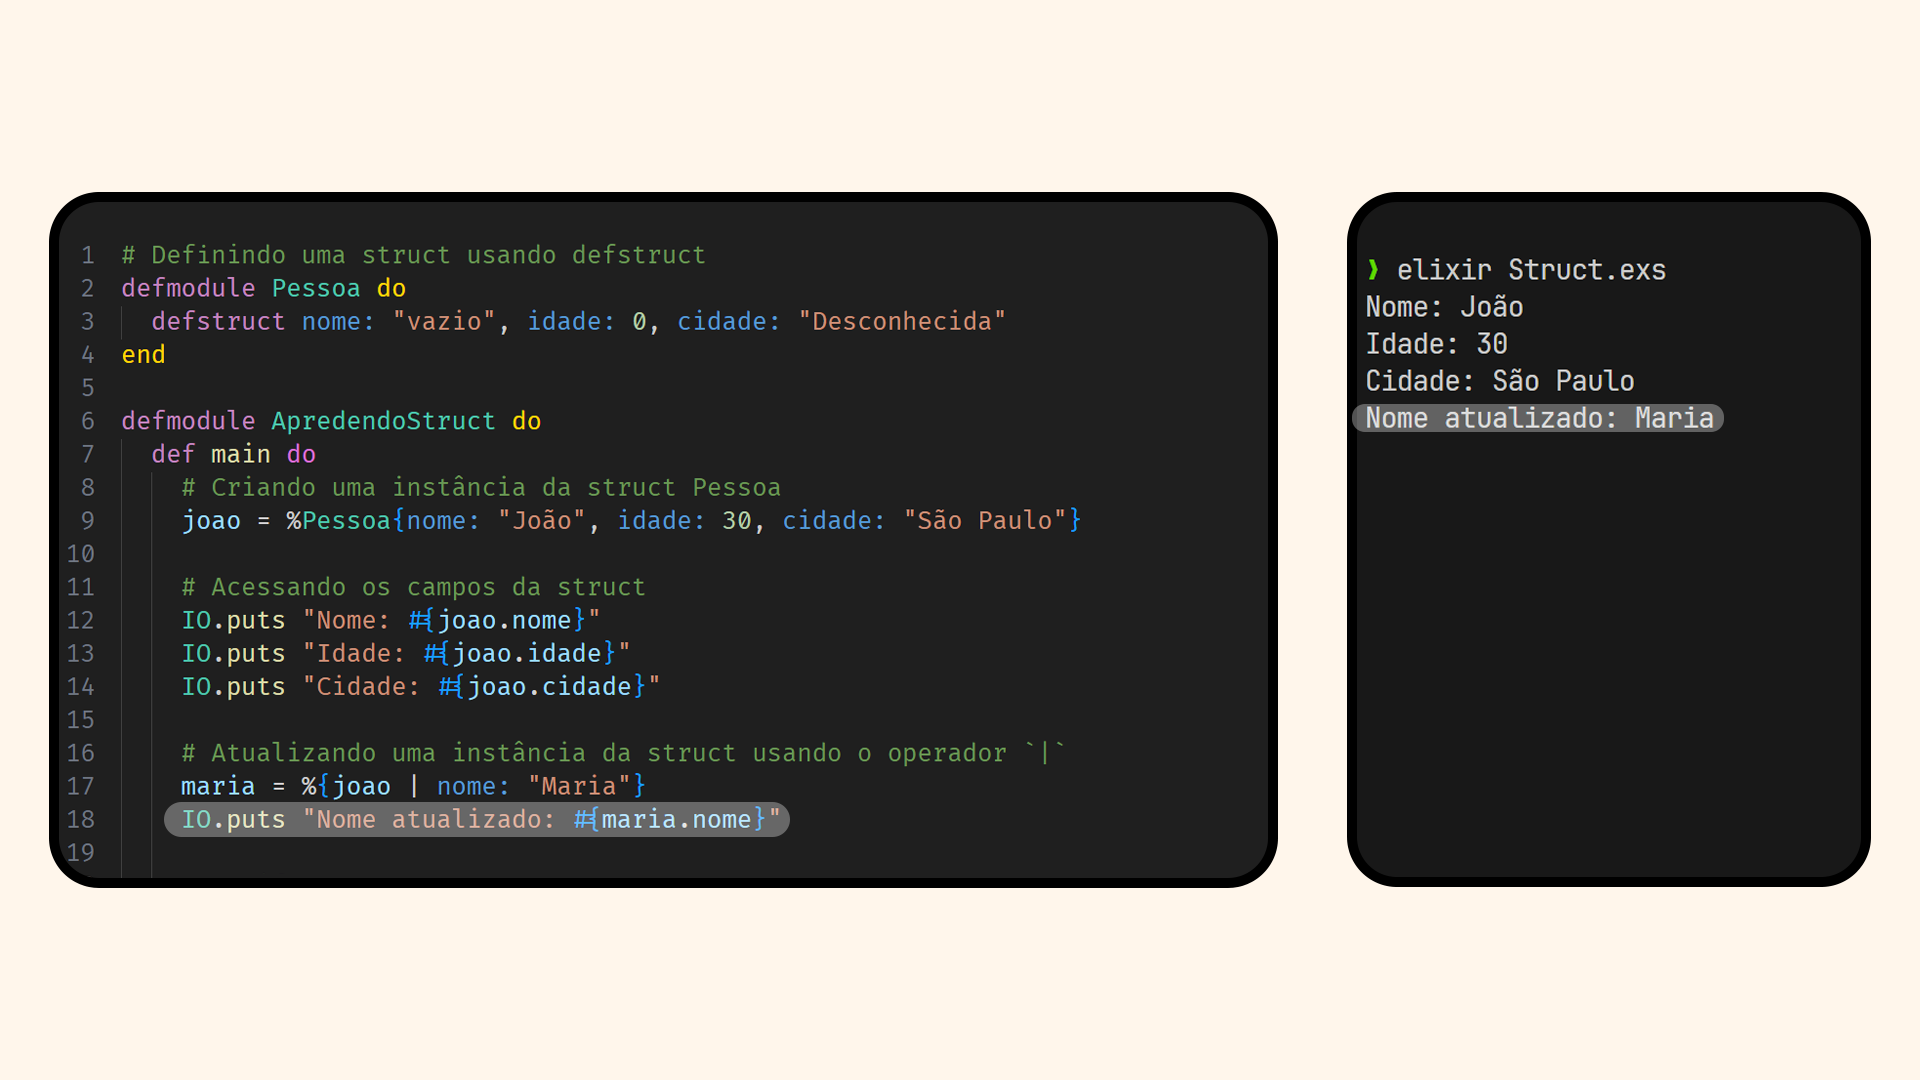 1 # Definindo uma struct usando defstruct
2 defmodule Pessoa do
3 defstruct nome: "vazio", idade: 0, cidade: "Desconhecida"
4 end
5
6 defmodule ApredendoStruct do
7 def main do
8 # Criando uma instância da struct Pessoa
9 joao = %Pessoa{nome: "João", idade: 30, cidade: "São Paulo"}
10
11 # Acessando os campos da struct
12 IO.puts "Nome: #{joao.nome}"
13 IO.puts "Idade: #{joao.idade}"
14 IO.puts "Cidade: #{joao.cidade}"
15
16 # Atualizando uma instância da struct usando o operador `|`
17 maria = %{joao | nome: "Maria"}
18 IO.puts "Nome atualizado: #{maria.nome}"
19
❯ elixir Struct.exs
Nome: João
Idade: 30
Cidade: São Paulo
Nome atualizado: Maria